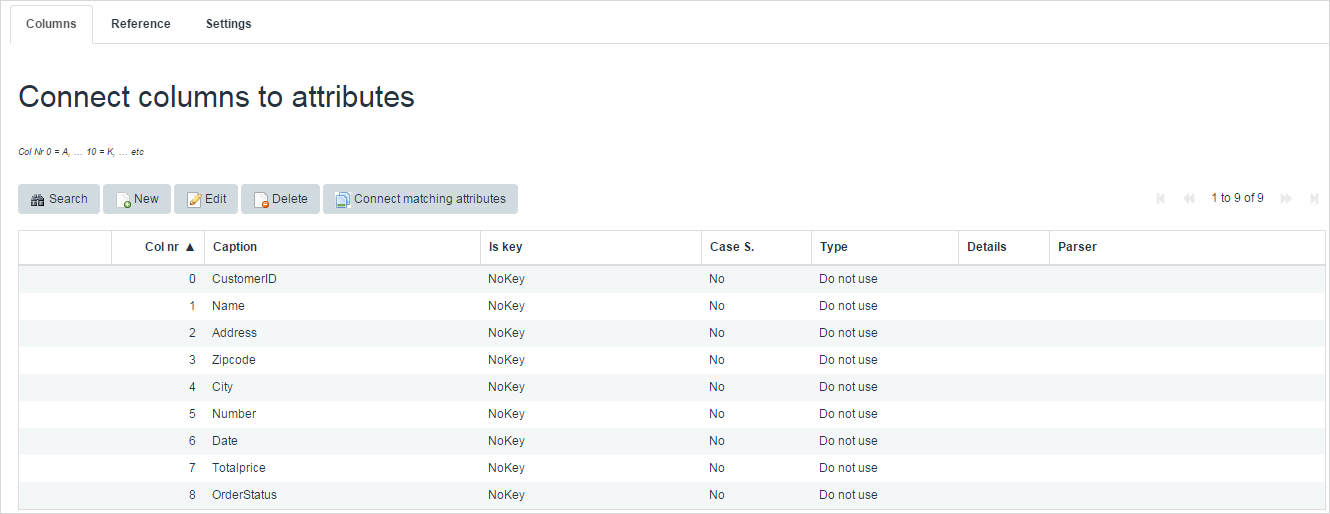 Columns Reference Settings
Connect columns to attributes
Col Nr 0 = A, ... 10 = K, ... etc
Search New Edit Delete Connect matching attributes 1 to 9 of 9
Col nr ▲ Caption Is key Case S. Type Details Parser
0 CustomerID NoKey No Do not use
1 Name NoKey No Do not use
2 Address NoKey No Do not use
3 Zipcode NoKey No Do not use
4 City NoKey No Do not use
5 Number NoKey No Do not use
6 Date NoKey No Do not use
7 Totalprice NoKey No Do not use
8 OrderStatus NoKey No Do not use